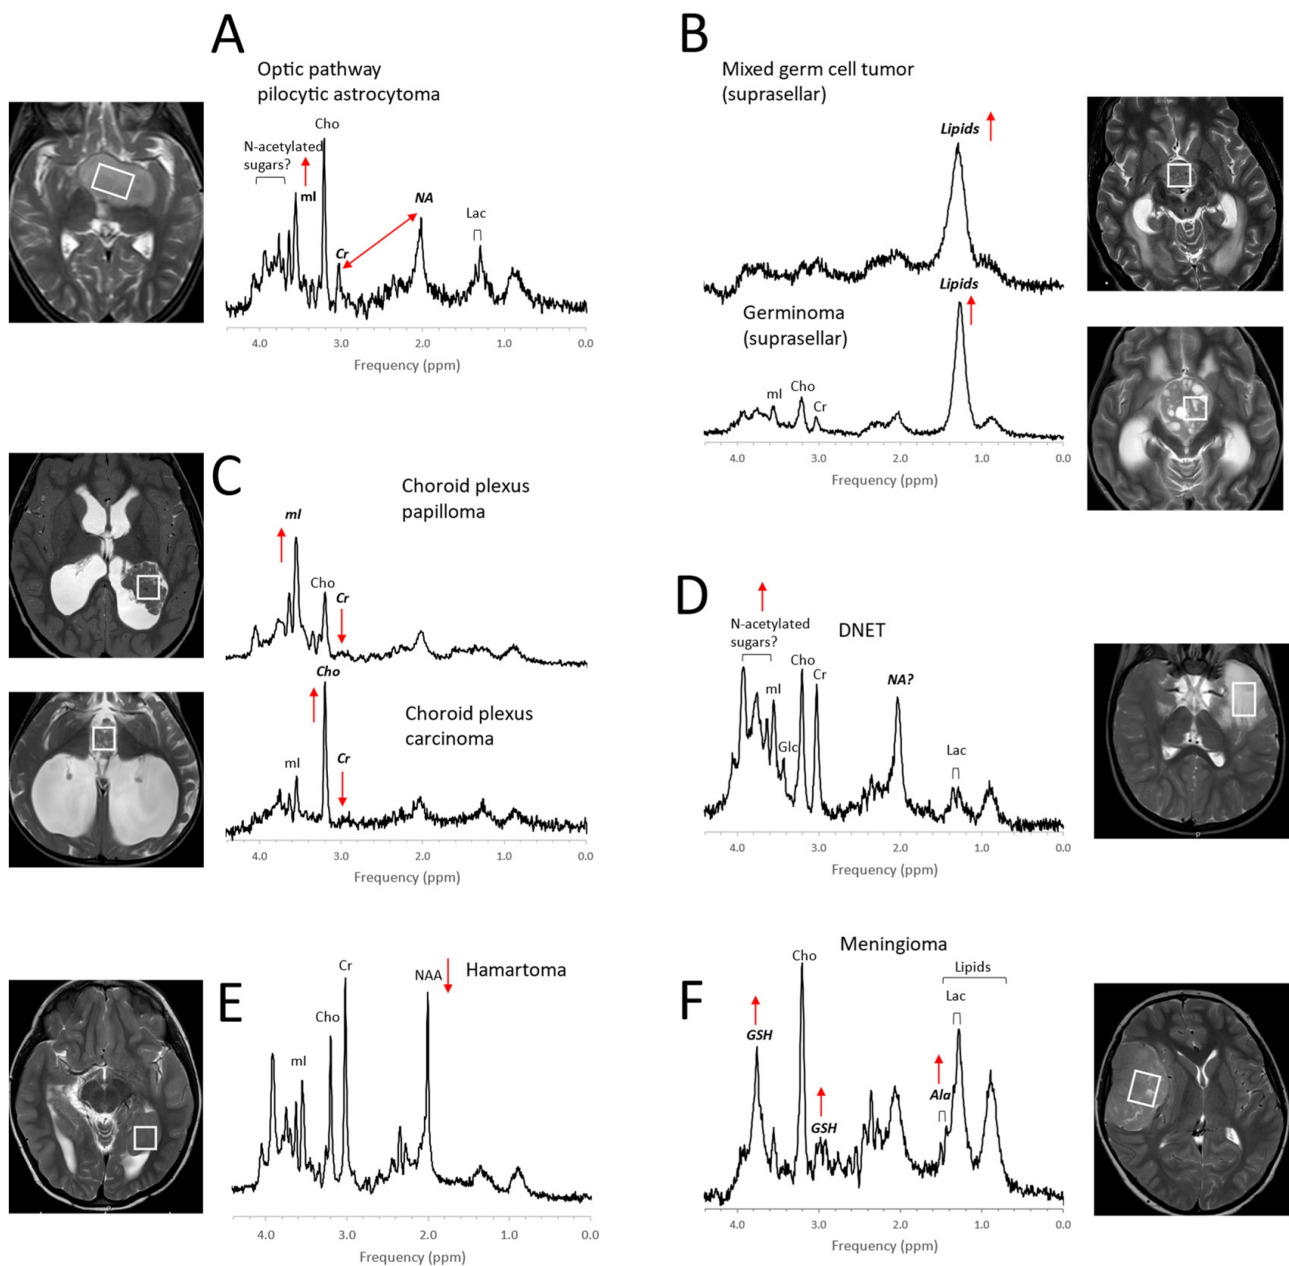 A
Optic pathway
pilocytic astrocytoma
Cho
N-acetylated
sugars?
mI
Cr
NA
Lac
4.0 3.0 2.0 1.0 0.0
Frequency (ppm)
B
Mixed germ cell tumor
(suprasellar)
Lipids
Lipids
Germinoma
(suprasellar)
mI
Cho
Cr
4.0 3.0 2.0 1.0 0.0
Frequency (ppm)
C
Choroid plexus
papilloma
mI
Cho
Cr
Cho
Choroid plexus
carcinoma
mI
Cr
4.0 3.0 2.0 1.0 0.0
Frequency (ppm)
D
N-acetylated
sugars?
DNET
mI
Cho
Cr
Glc
NA?
Lac
4.0 3.0 2.0 1.0 0.0
Frequency (ppm)
E
Cr
NAA
Hamartoma
Cho
mI
4.0 3.0 2.0 1.0 0.0
Frequency (ppm)
F
Meningioma
Cho
Lipids
Lac
GSH
Ala
GSH
4.0 3.0 2.0 1.0 0.0
Frequency (ppm)